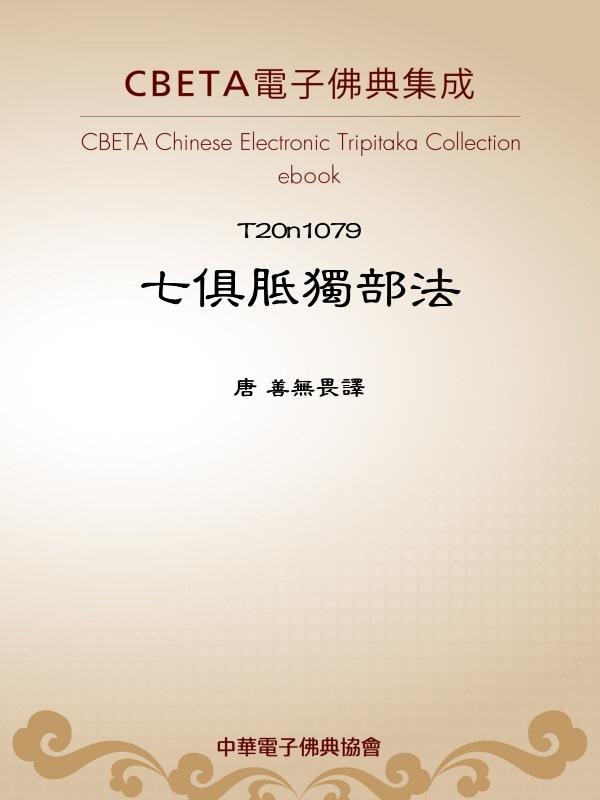 CBETA電子佛典集成
CBETA Chinese Electronic Tripitaka Collection
ebook
T20n1079
七俱胝獨部法
唐 善無畏譯
中華電子佛典協會